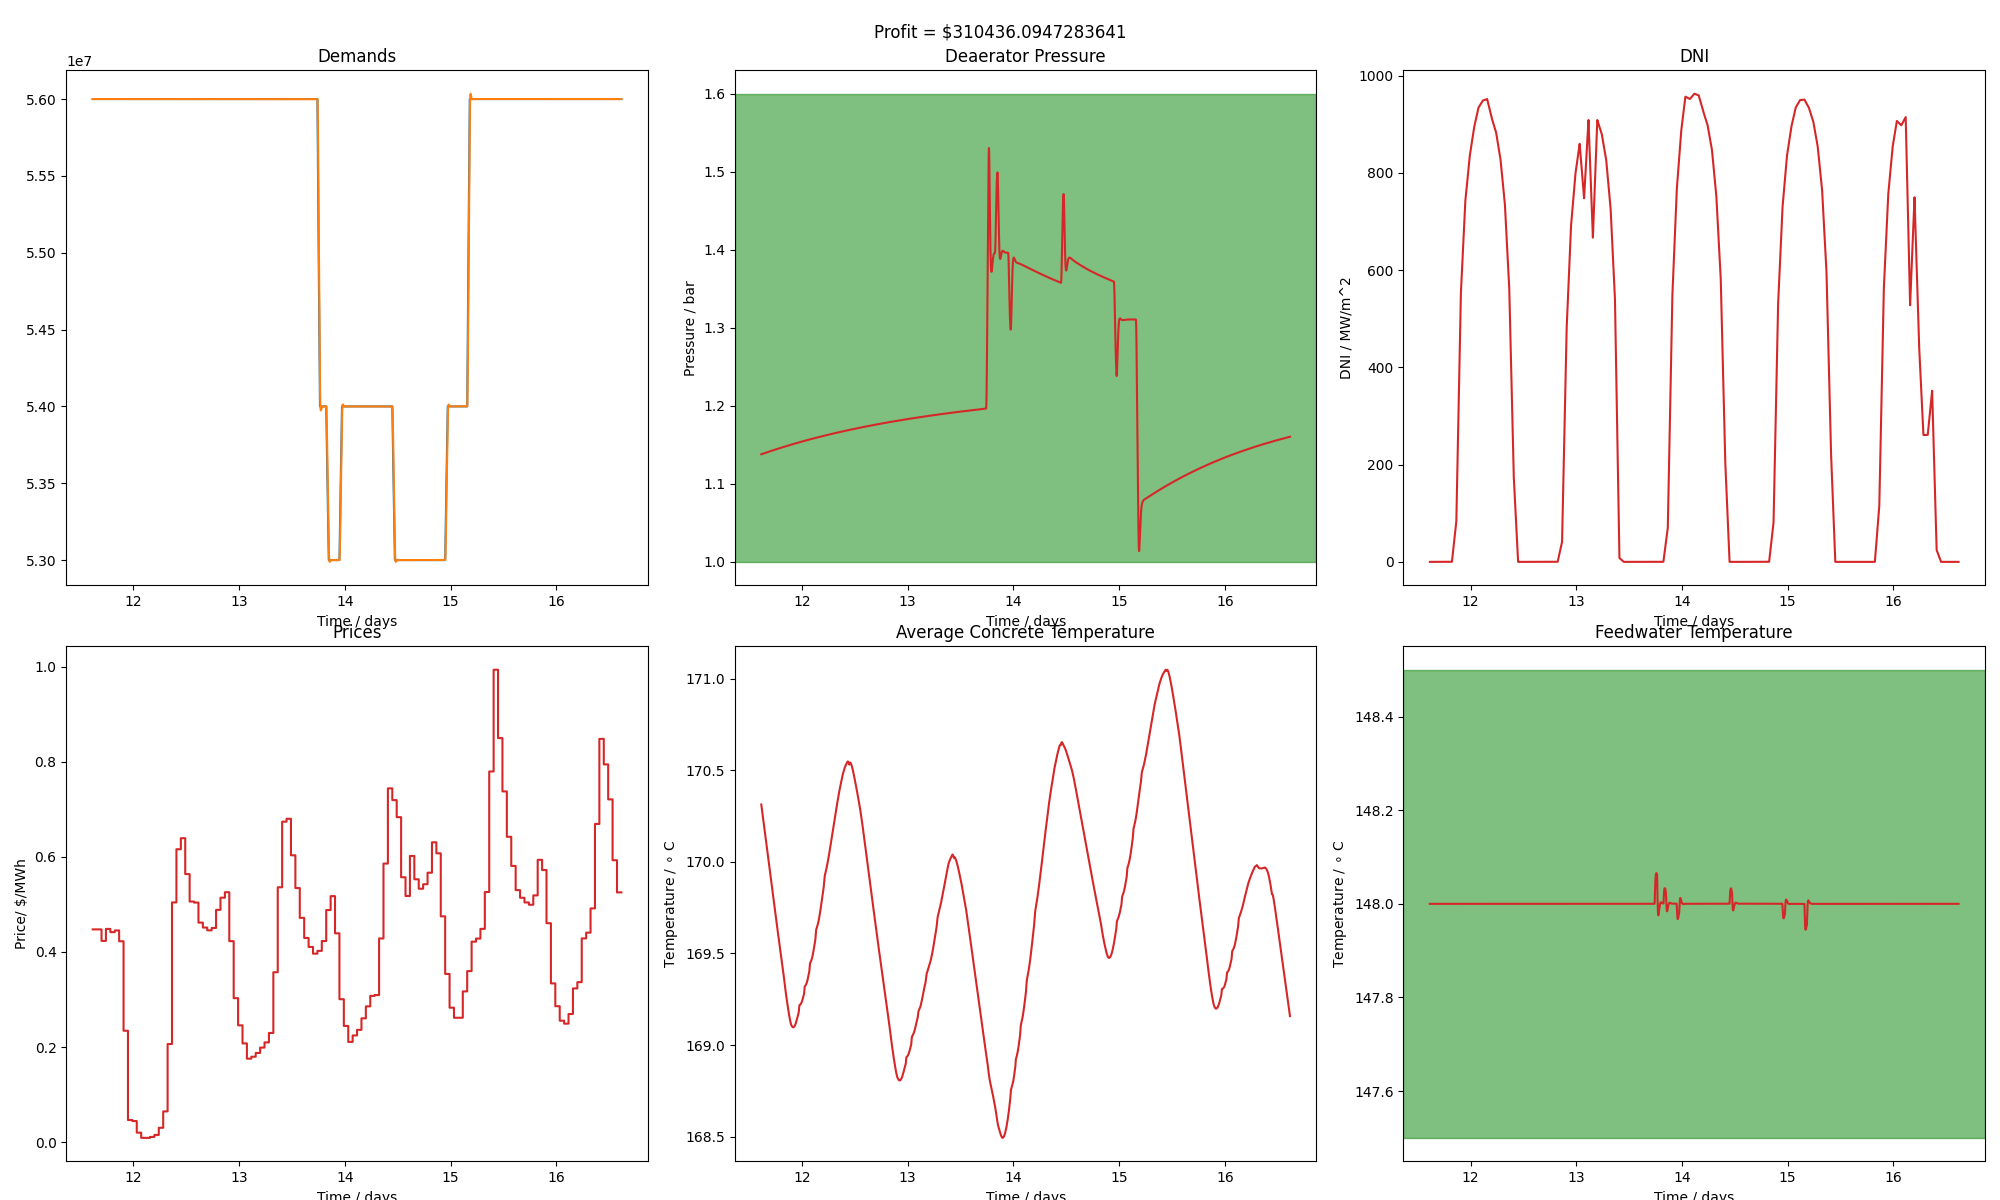 Profit = $310436.0947283641
Demands
1e7
5.60
5.55
5.50
5.45
5.40
5.35
5.30
12 13 14 15 16
Time / days
Deaerator Pressure
Pressure / bar
1.6
1.5
1.4
1.3
1.2
1.1
1.0
12 13 14 15 16
Time / days
DNI
DNI / MW/m^2
1000
800
600
400
200
0
12 13 14 15 16
Time / days
Prices
Price/ $/MWh
1.0
0.8
0.6
0.4
0.2
0.0
12 13 14 15 16
Time / days
Average Concrete Temperature
Temperature / ∘ C
171.0
170.5
170.0
169.5
169.0
168.5
12 13 14 15 16
Time / days
Feedwater Temperature
Temperature / ∘ C
148.4
148.2
148.0
147.8
147.6
12 13 14 15 16
Time / days